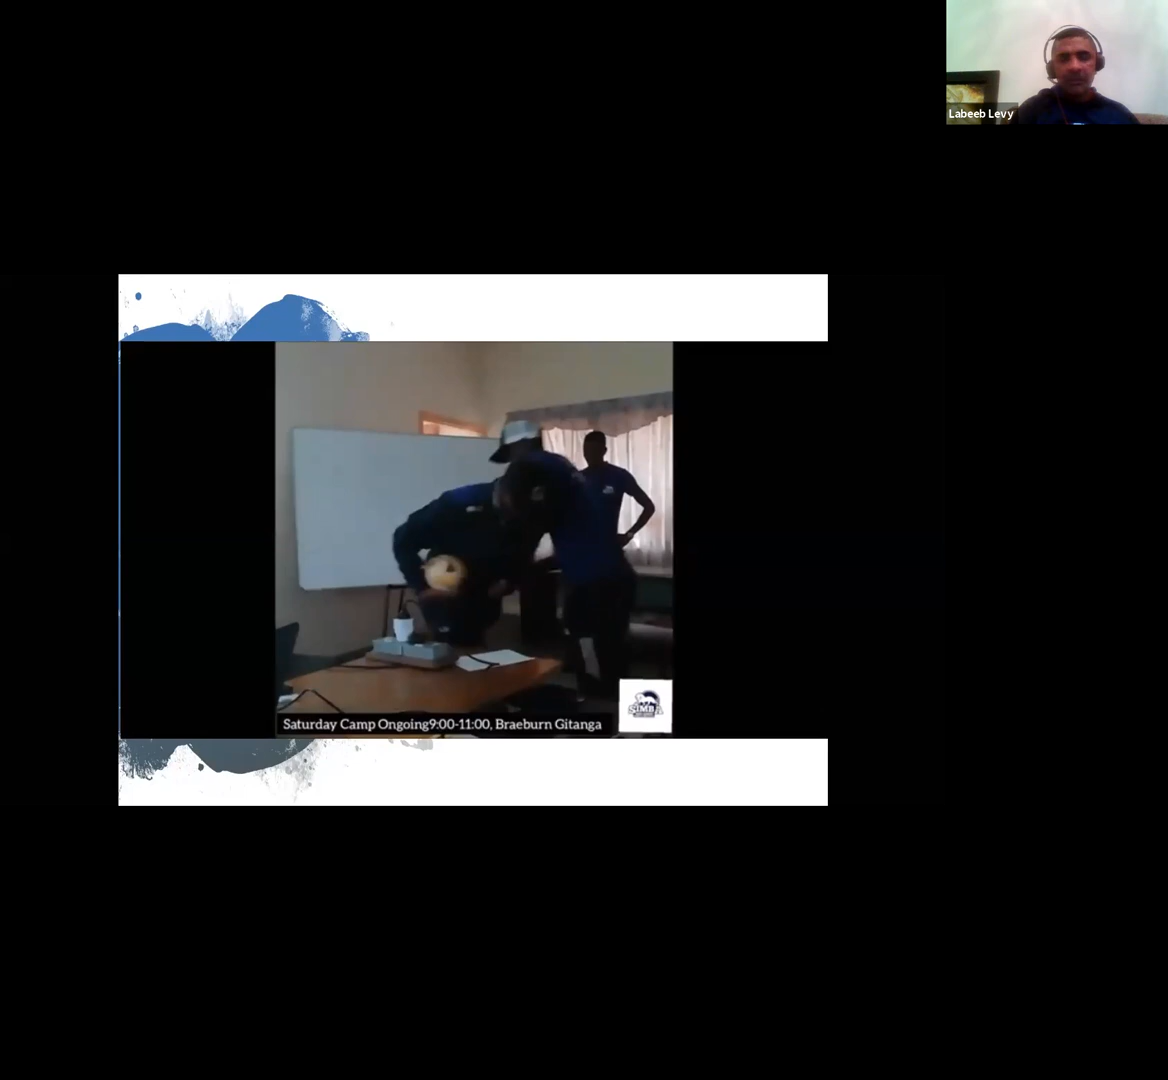 Labeeb Levy
Saturday Camp Ongoing9:00-11:00, Braeburn Gitanga
SIMBA